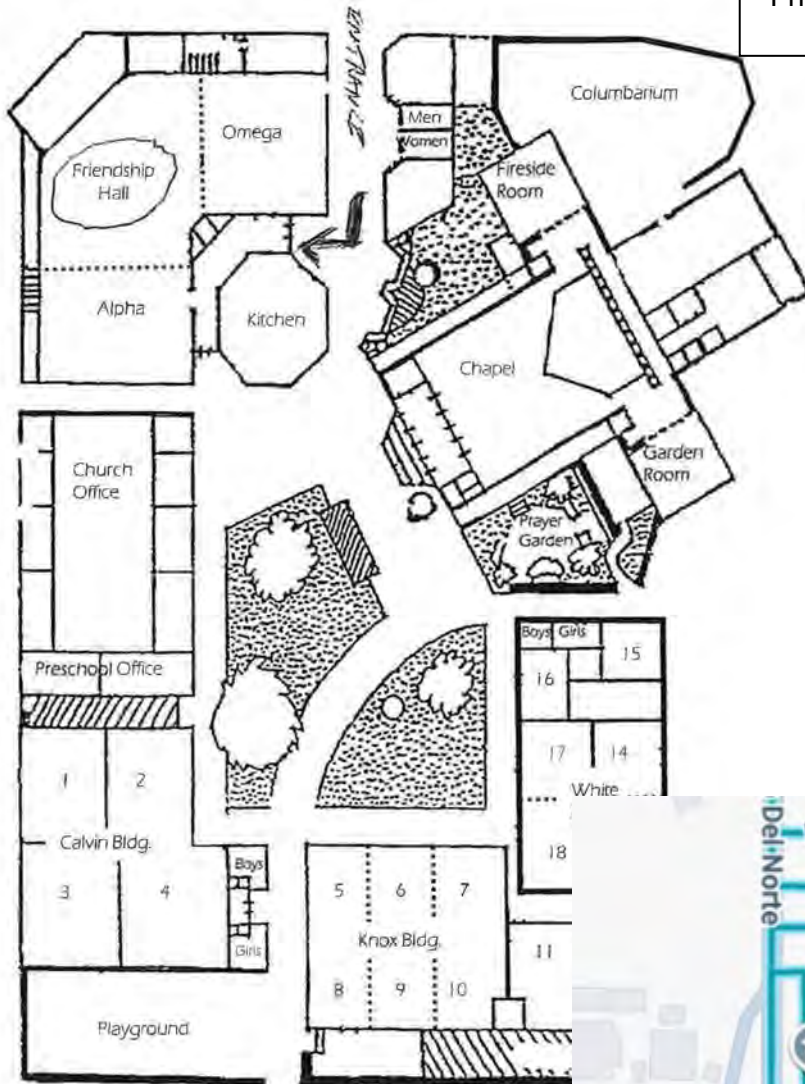 ENTRANCE
Columbarium
Men
Women
Omega
Fireside
Room
Friendship
Hall
Alpha
Kitchen
Chapel
Garden
Room
Church
Office
Prayer
Garden
Boys
Girls
15
16
Preschool Office
17
14
1
2
White
Calvin Bldg.
18
Del Norte
3
4
Boys
5
6
7
Girls
Knox Bldg.
11
8
9
10
Playground